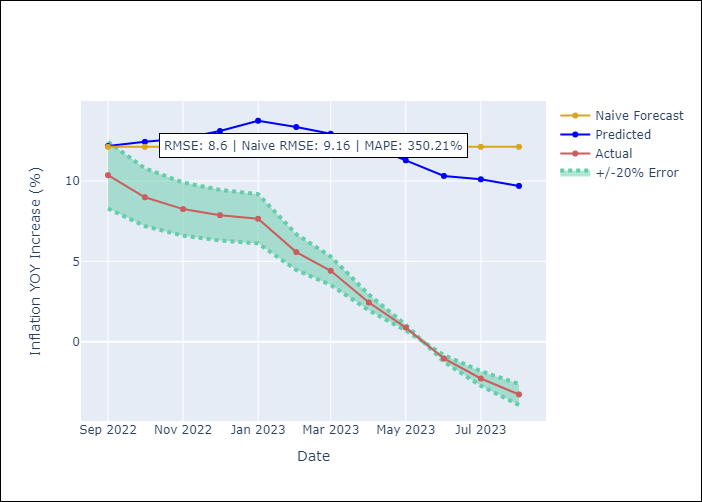 Naive Forecast
Predicted
Actual
+/-20% Error
RMSE: 8.6 | Naive RMSE: 9.16 | MAPE: 350.21%
10
5
0
Inflation YOY Increase (%)
Sep 2022 Nov 2022 Jan 2023 Mar 2023 May 2023 Jul 2023
Date